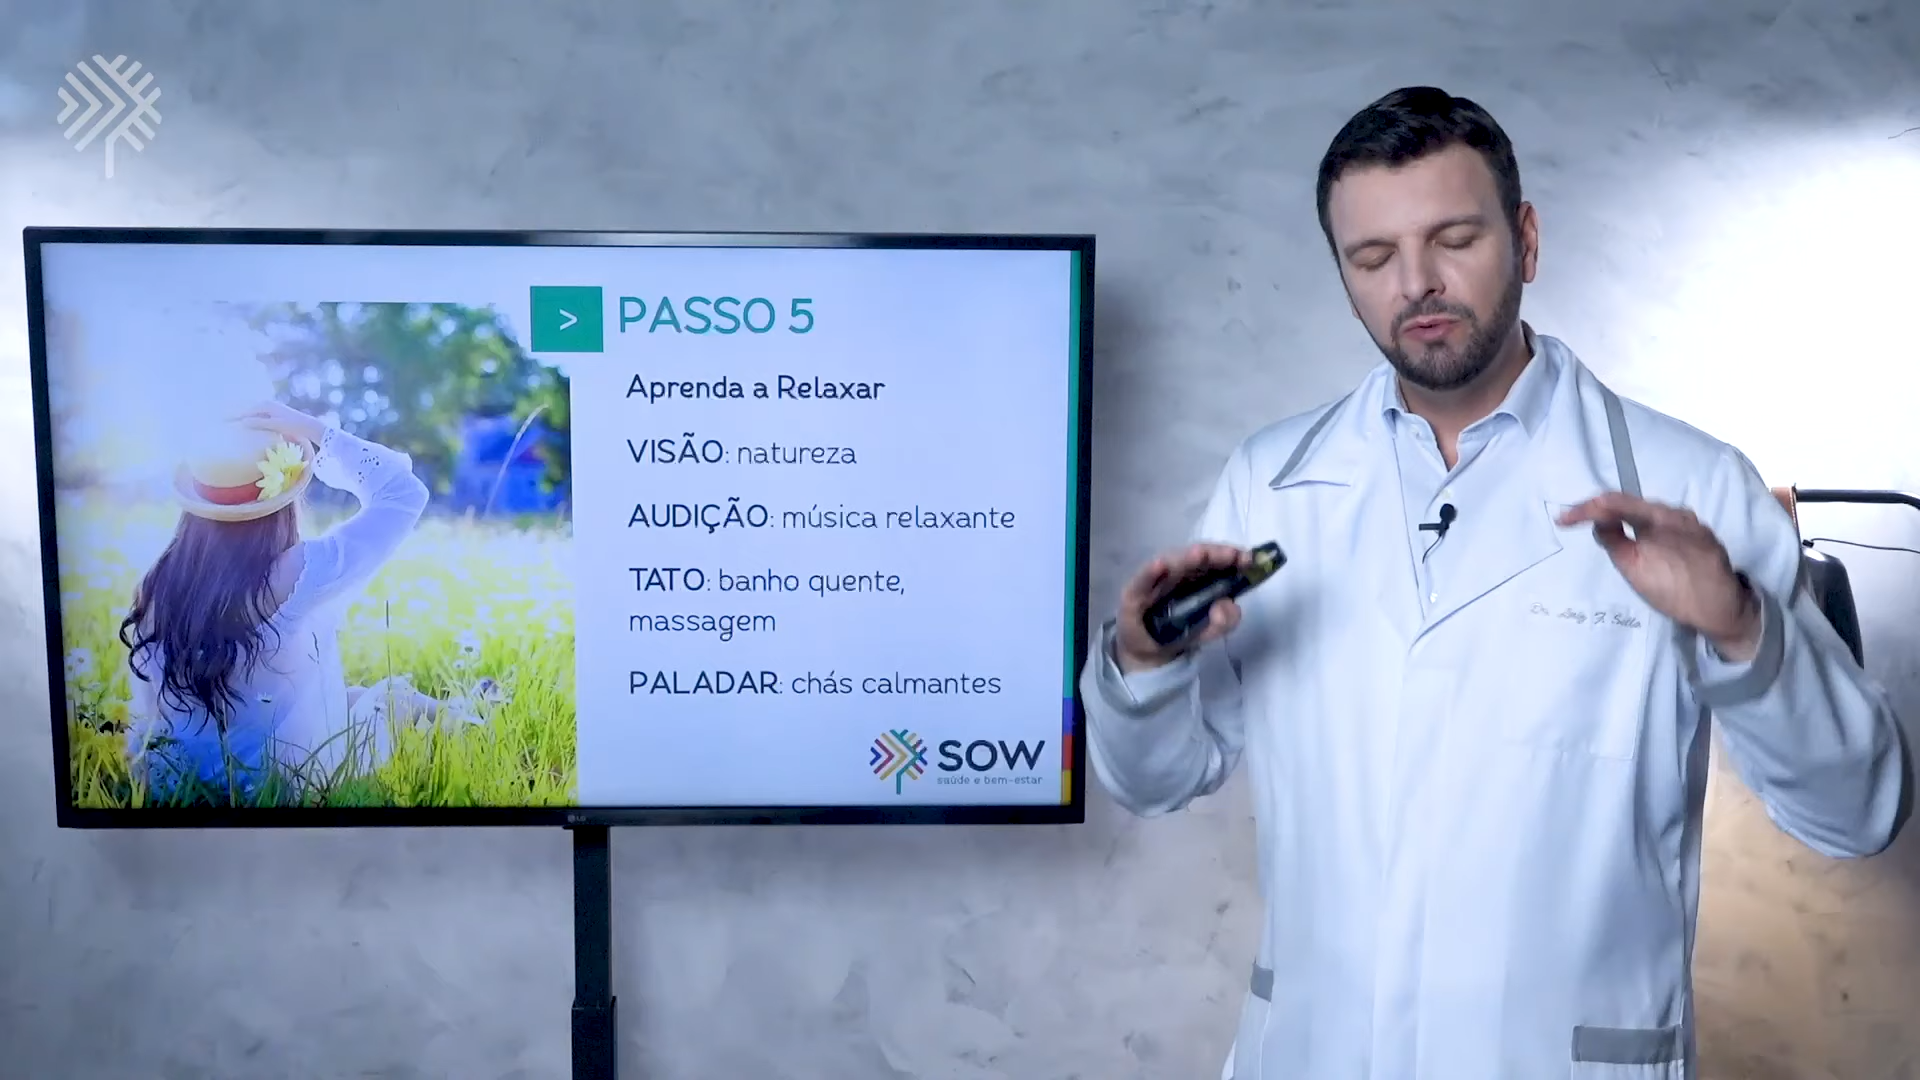 > PASSO 5
Aprenda a Relaxar
VISÃO: natureza
AUDIÇÃO: música relaxante
TATO: banho quente,
massagem
PALADAR: chás calmantes
SOW
saúde e bem-estar
LG